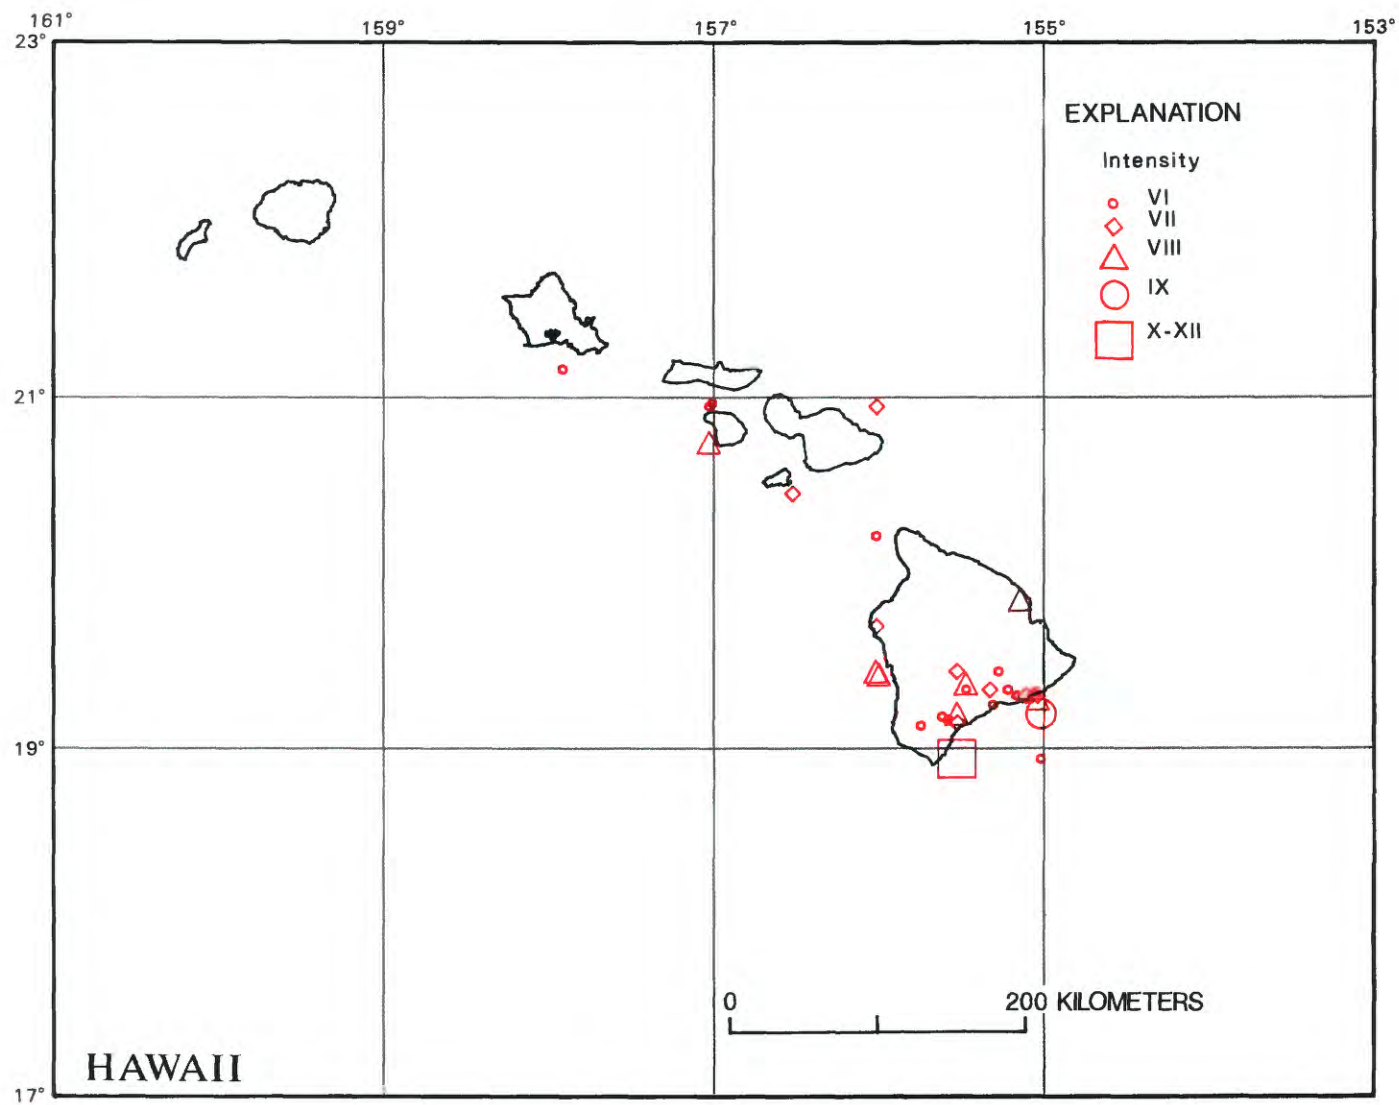 161° 159° 157° 155° 153°
23°
EXPLANATION
Intensity
VI
VII
VIII
IX
X-XII
21°
19°
0 200 KILOMETERS
HAWAII
17°